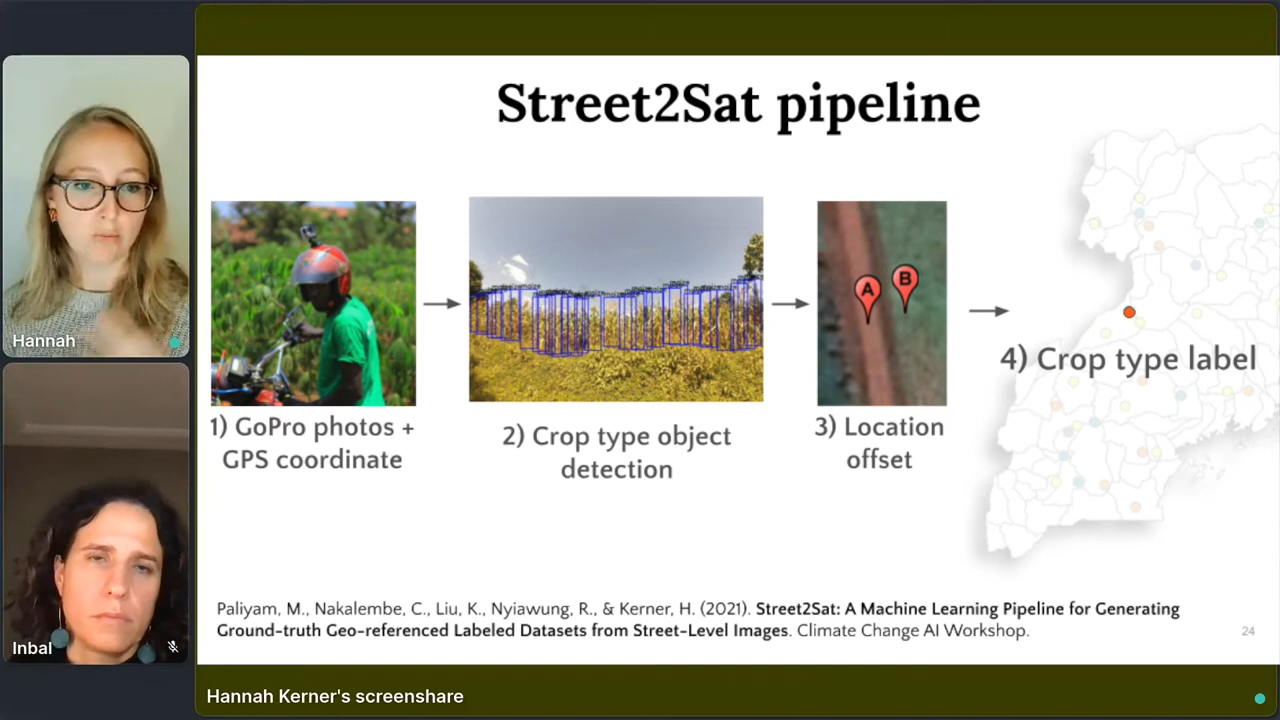 Hannah
Inbal
Street2Sat pipeline
A
B
1) GoPro photos +
GPS coordinate
2) Crop type object
detection
3) Location
offset
4) Crop type label
Paliyam, M., Nakalembe, C., Liu, K., Nyiawung, R., & Kerner, H. (2021). Street2Sat: A Machine Learning Pipeline for Generating
Ground-truth Geo-referenced Labeled Datasets from Street-Level Images. Climate Change AI Workshop.
24
Hannah Kerner's screenshare